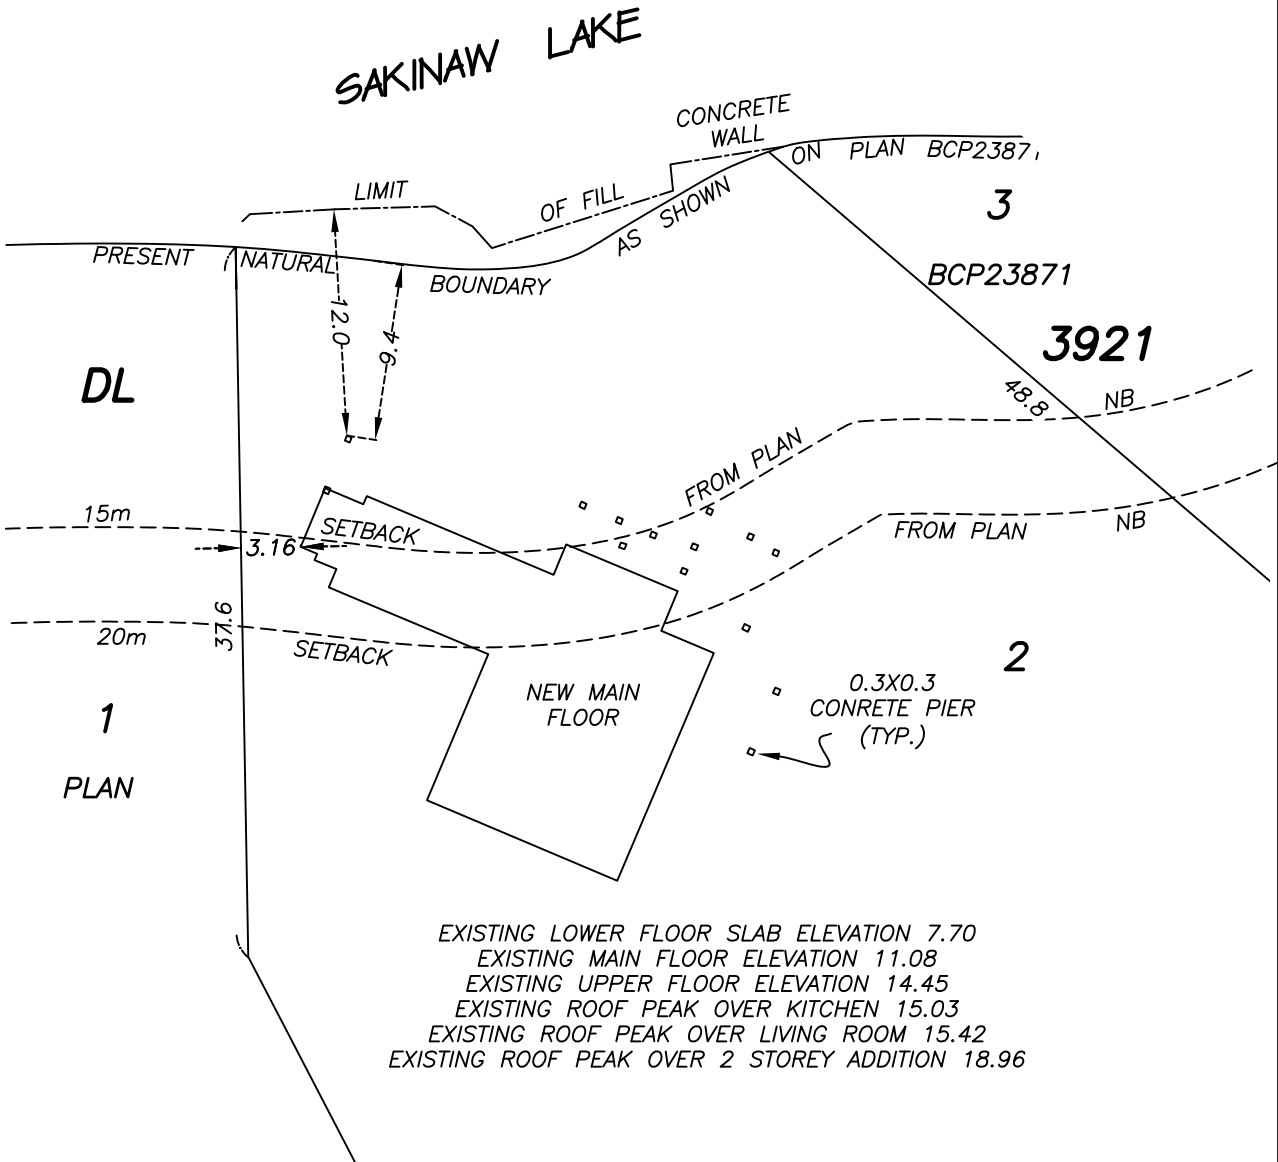 SAKINAW LAKE
CONCRETE
WALL
LIMIT OF FILL
PRESENT NATURAL BOUNDARY AS SHOWN ON PLAN BCP23871
3
BCP23871
12.0
9.4
DL
3921
48.8
NB
FROM PLAN
15m
SETBACK
3.16
FROM PLAN
NB
37.6
20m
SETBACK
2
NEW MAIN
FLOOR
0.3X0.3
CONRETE PIER
(TYP.)
1
PLAN
EXISTING LOWER FLOOR SLAB ELEVATION 7.70
EXISTING MAIN FLOOR ELEVATION 11.08
EXISTING UPPER FLOOR ELEVATION 14.45
EXISTING ROOF PEAK OVER KITCHEN 15.03
EXISTING ROOF PEAK OVER LIVING ROOM 15.42
EXISTING ROOF PEAK OVER 2 STOREY ADDITION 18.96